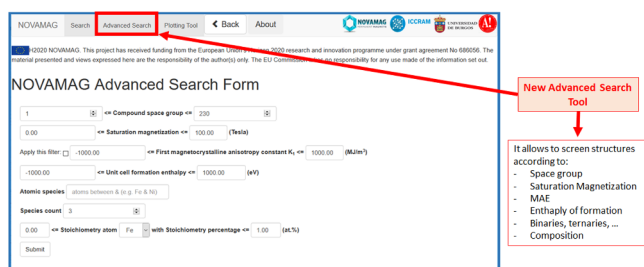 NOVAMAG Search Advanced Search Plotting Tool < Back About NOVAMAG ICCRAM UNIVERSIDAD DE BURGOS
H2020 NOVAMAG. This project has received funding from the European Union's Horizon 2020 research and innovation programme under grant agreement No 686056. The
material presented and views expressed here are the responsibility of the author(s) only. The EU Commission takes no responsibility for any use made of the information set out.
NOVAMAG Advanced Search Form
1 <= Compound space group <= 230
0.00 <= Saturation magnetization <= 100.00 (Tesla)
Apply this filter: -1000.00 <= First magnetocrystalline anisotropy constant K₁ <= 1000.00 (MJ/m³)
-1000.00 <= Unit cell formation enthalpy <= 1000.00 (eV)
Atomic species atoms between & (e.g. Fe & Ni)
Species count 3
0.00 <= Stoichiometry atom Fe with Stoichiometry percentage <= 1.00 (at.%)
Submit
New Advanced Search
Tool
It allows to screen structures
according to:
- Space group
- Saturation Magnetization
- MAE
- Enthaply of formation
- Binaries, ternaries, ...
- Composition